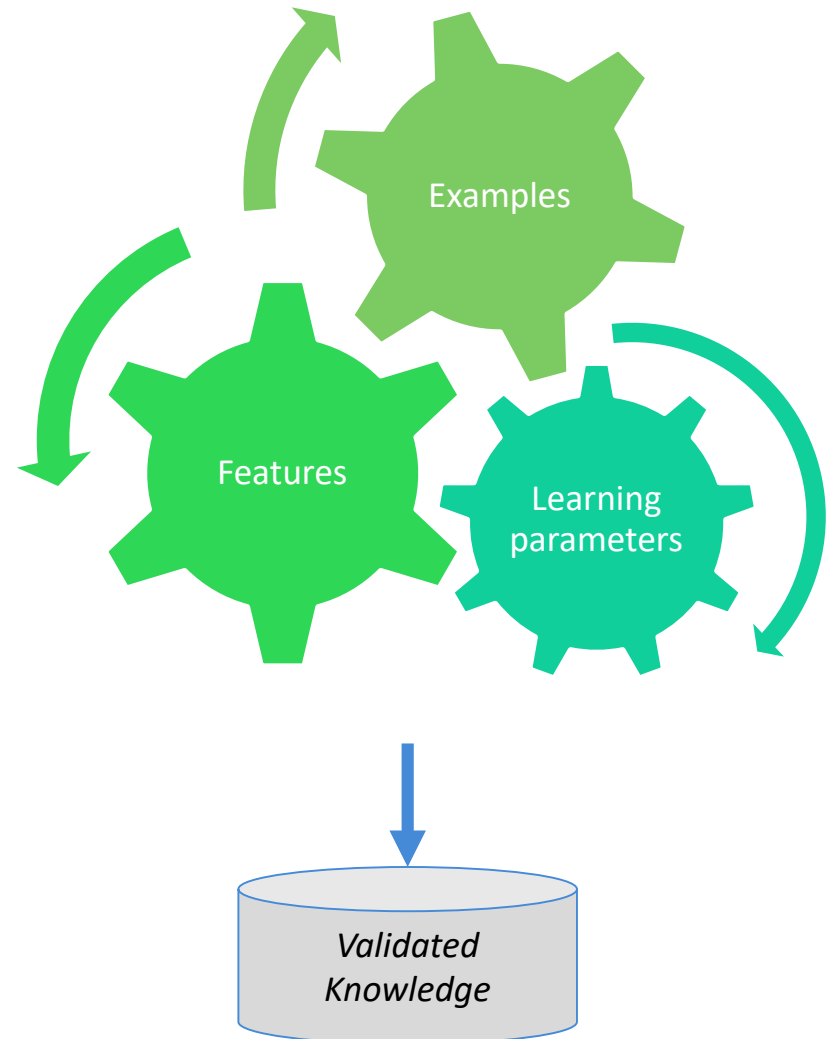 Examples
Features
Learning
parameters
Validated
Knowledge